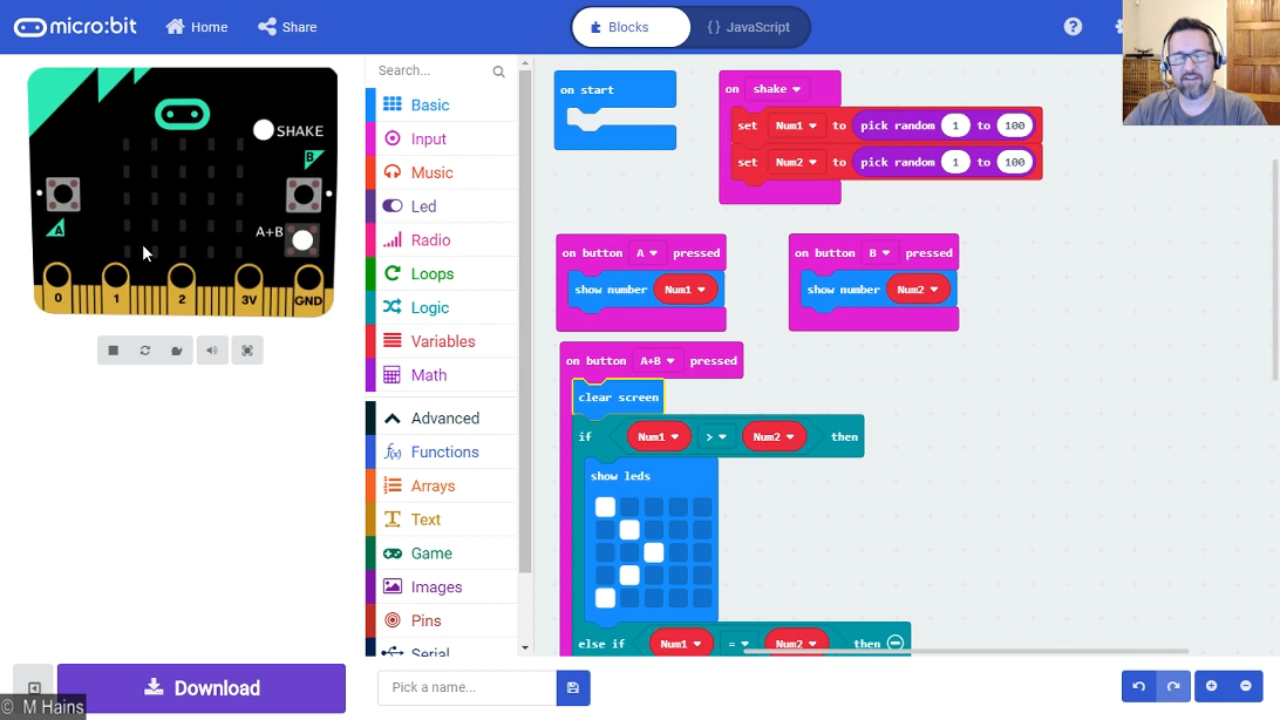 micro:bit Home Share Blocks {} JavaScript ?
SHAKE
B
A
A+B
0 1 2 3V GND
Search...
Basic
Input
Music
Led
Radio
Loops
Logic
Variables
Math
Advanced
Functions
Arrays
Text
Game
Images
Pins
Serial
on start
on shake
set Num1 to pick random 1 to 100
set Num2 to pick random 1 to 100
on button A pressed
show number Num1
on button B pressed
show number Num2
on button A+B pressed
clear screen
if Num1 > Num2 then
show leds
else if Num1 = Num2 then
Download
Pick a name...
© M Hains